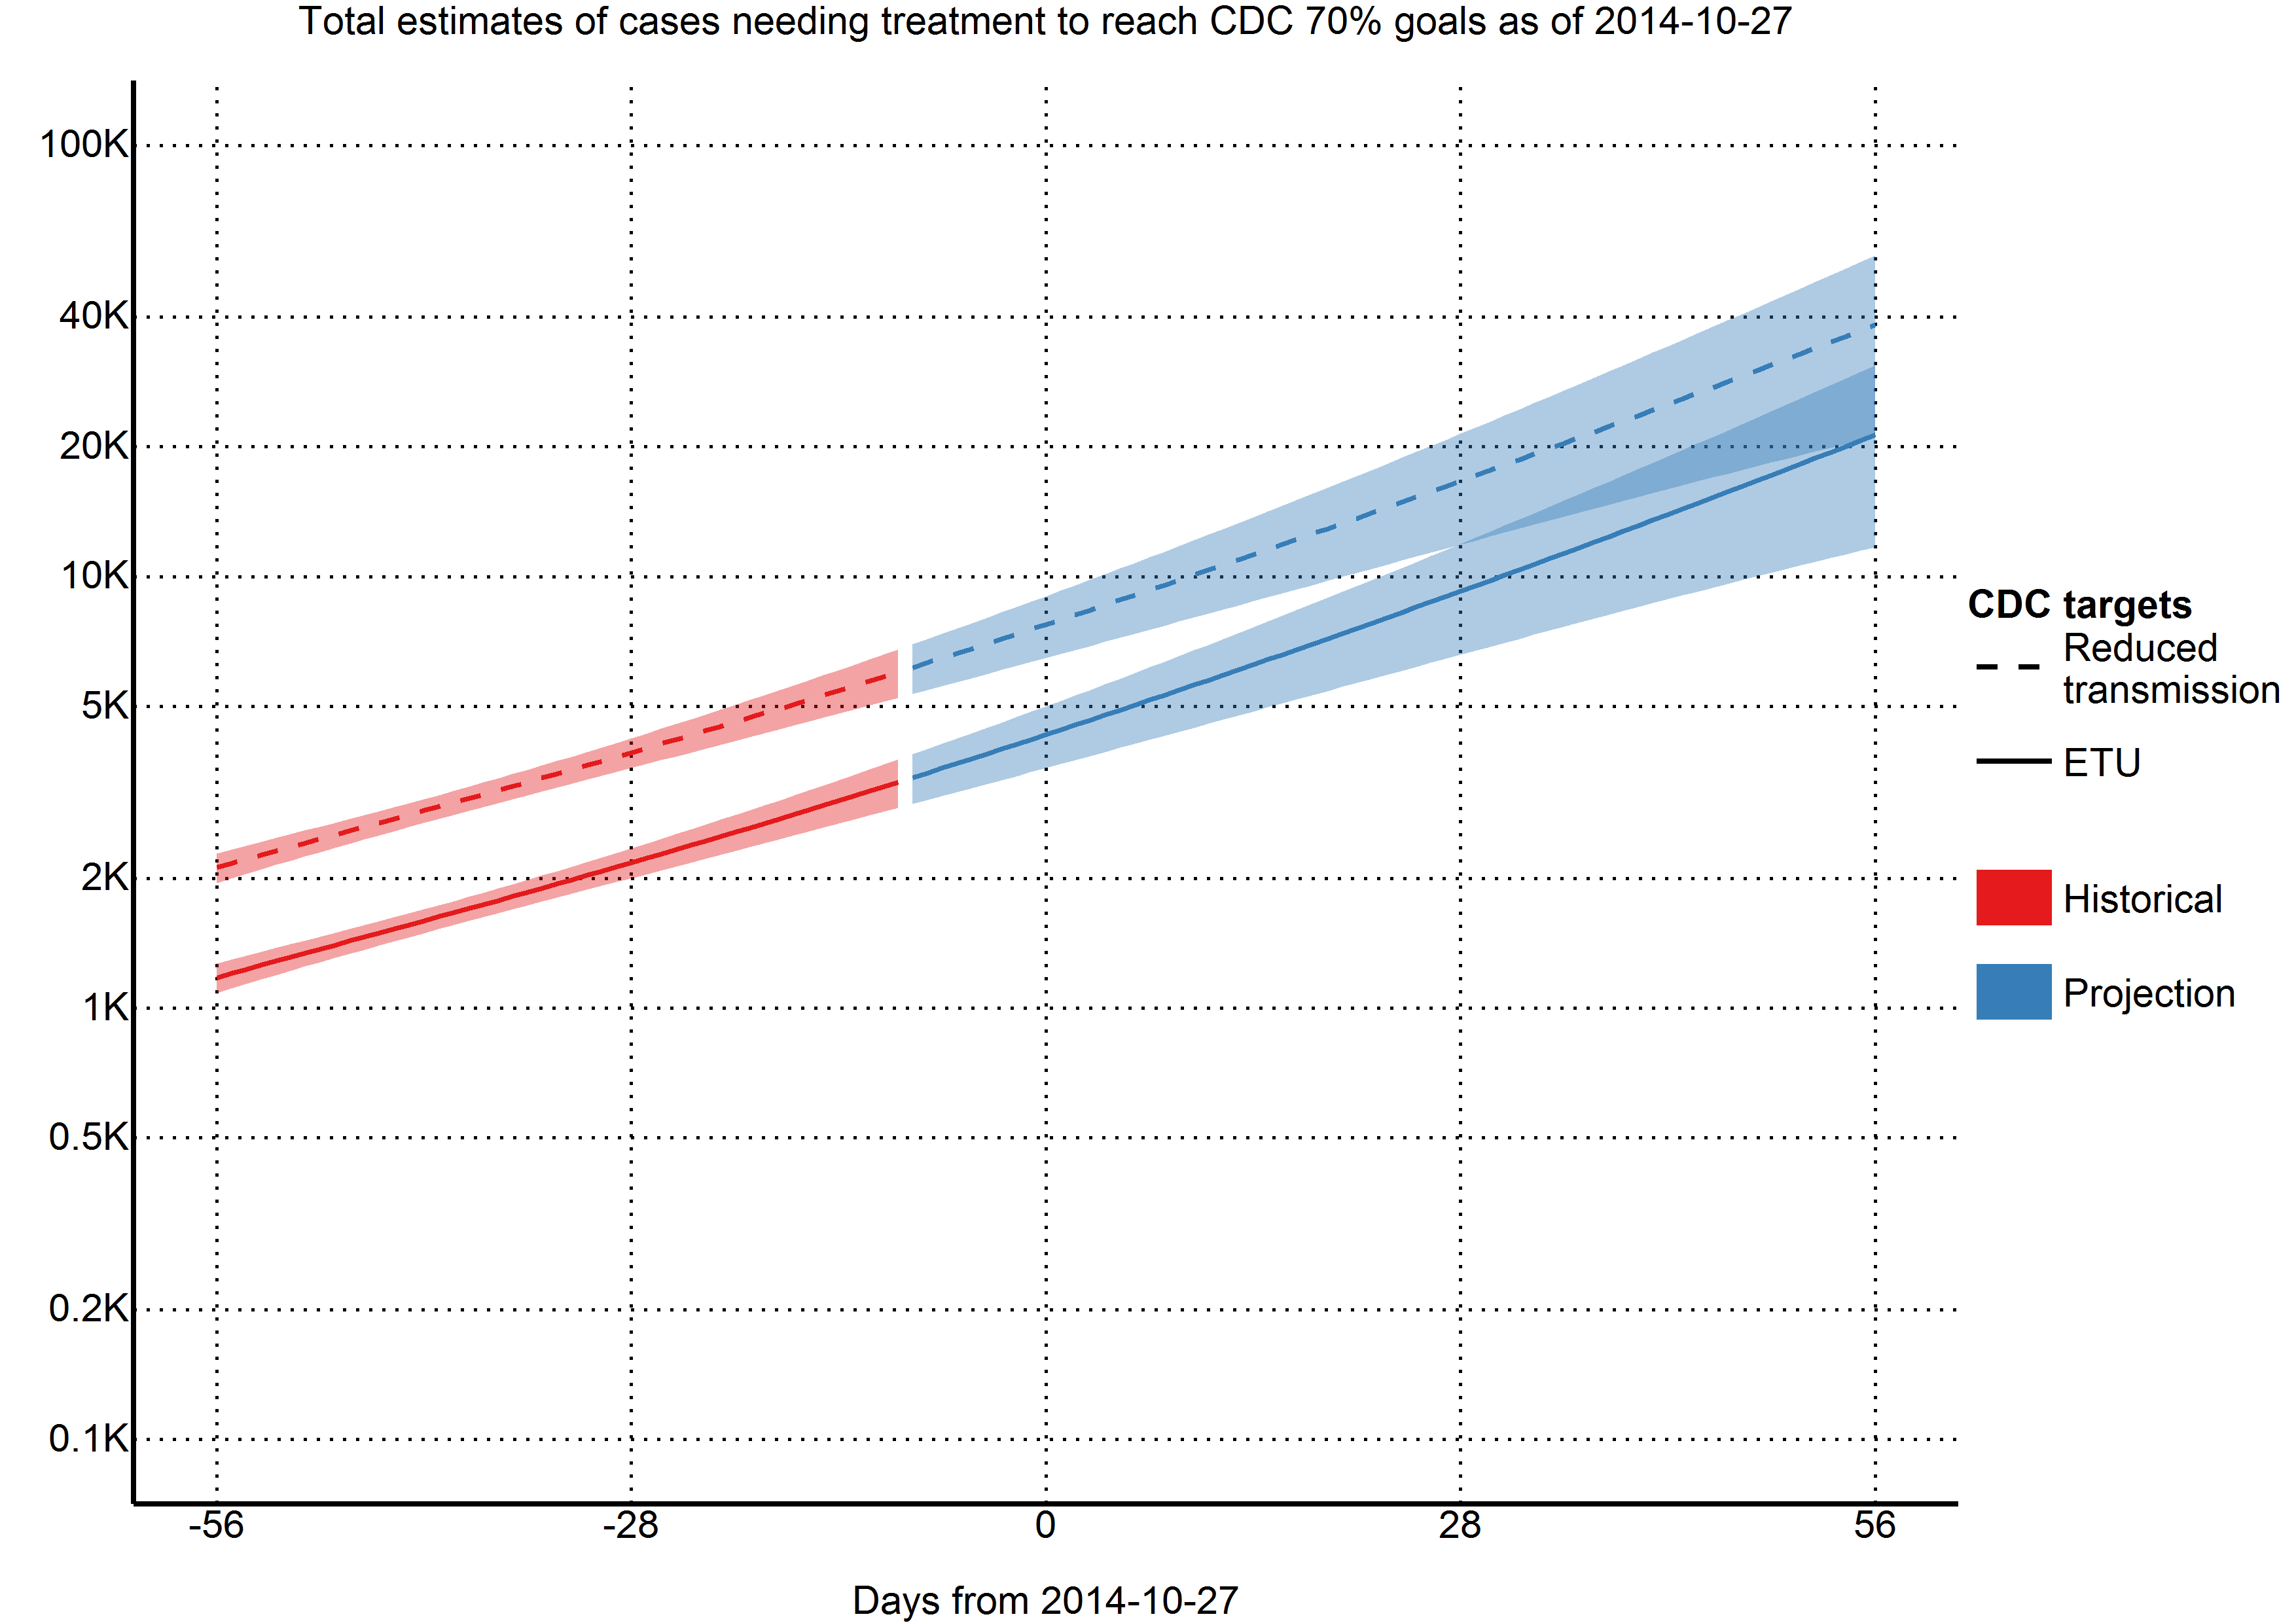 Total estimates of cases needing treatment to reach CDC 70% goals as of 2014-10-27
100K
40K
20K
10K
5K
2K
1K
0.5K
0.2K
0.1K
-56
-28
0
28
56
Days from 2014-10-27
CDC targets
Reduced
transmission
ETU
Historical
Projection